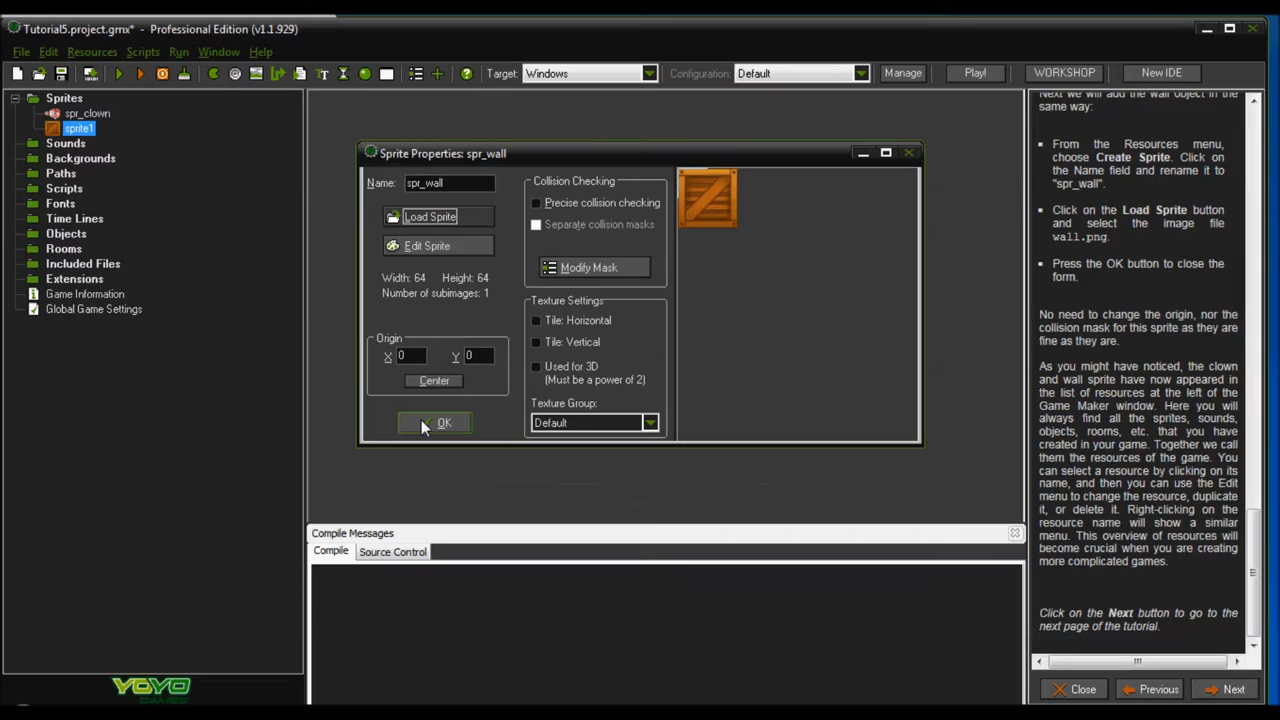 Tutorial5.project.gmx* - Professional Edition (v1.1.929)
File Edit Resources Scripts Run Window Help
Target: Windows Configuration: Default Manage Play! WORKSHOP New IDE
Sprites
spr_clown
sprite1
Sounds
Backgrounds
Paths
Scripts
Fonts
Time Lines
Objects
Rooms
Included Files
Extensions
Game Information
Global Game Settings
YOYO
GAMES
Sprite Properties: spr_wall
Name: spr_wall
Load Sprite
Edit Sprite
Width: 64 Height: 64
Number of subimages: 1
Origin
X 0 Y 0
Center
OK
Collision Checking
Precise collision checking
Separate collision masks
Modify Mask
Texture Settings
Tile: Horizontal
Tile: Vertical
Used for 3D
(Must be a power of 2)
Texture Group:
Default
Compile Messages
Compile Source Control
Next we will add the wall object in the
same way:
From the Resources menu,
choose Create Sprite. Click on
the Name field and rename it to
"spr_wall".
Click on the Load Sprite button
and select the image file
wall.png.
Press the OK button to close the
form.
No need to change the origin, nor the
collision mask for this sprite as they are
fine as they are.
As you might have noticed, the clown
and wall sprite have now appeared in
the list of resources at the left of the
Game Maker window. Here you will
always find all the sprites, sounds,
objects, rooms, etc. that you have
created in your game. Together we call
them the resources of the game. You
can select a resource by clicking on its
name, and then you can use the Edit
menu to change the resource, duplicate
it, or delete it. Right-clicking on the
resource name will show a similar
menu. This overview of resources will
become crucial when you are creating
more complicated games.
Click on the Next button to go to the
next page of the tutorial.
Close Previous Next